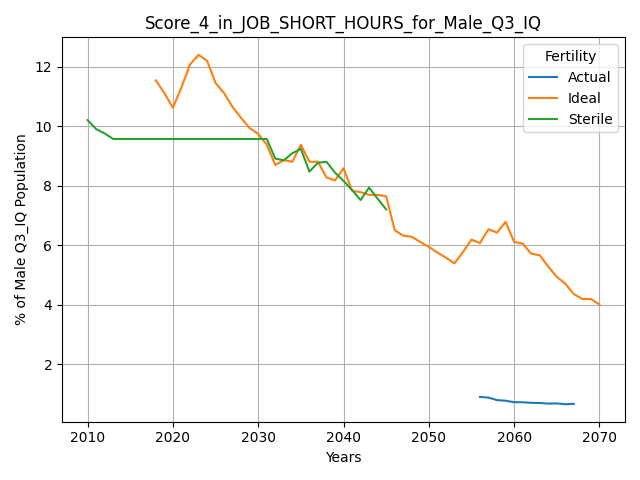 Score_4_in_JOB_SHORT_HOURS_for_Male_Q3_IQ
% of Male Q3_IQ Population
12
10
8
6
4
2
Fertility
Actual
Ideal
Sterile
2010 2020 2030 2040 2050 2060 2070
Years